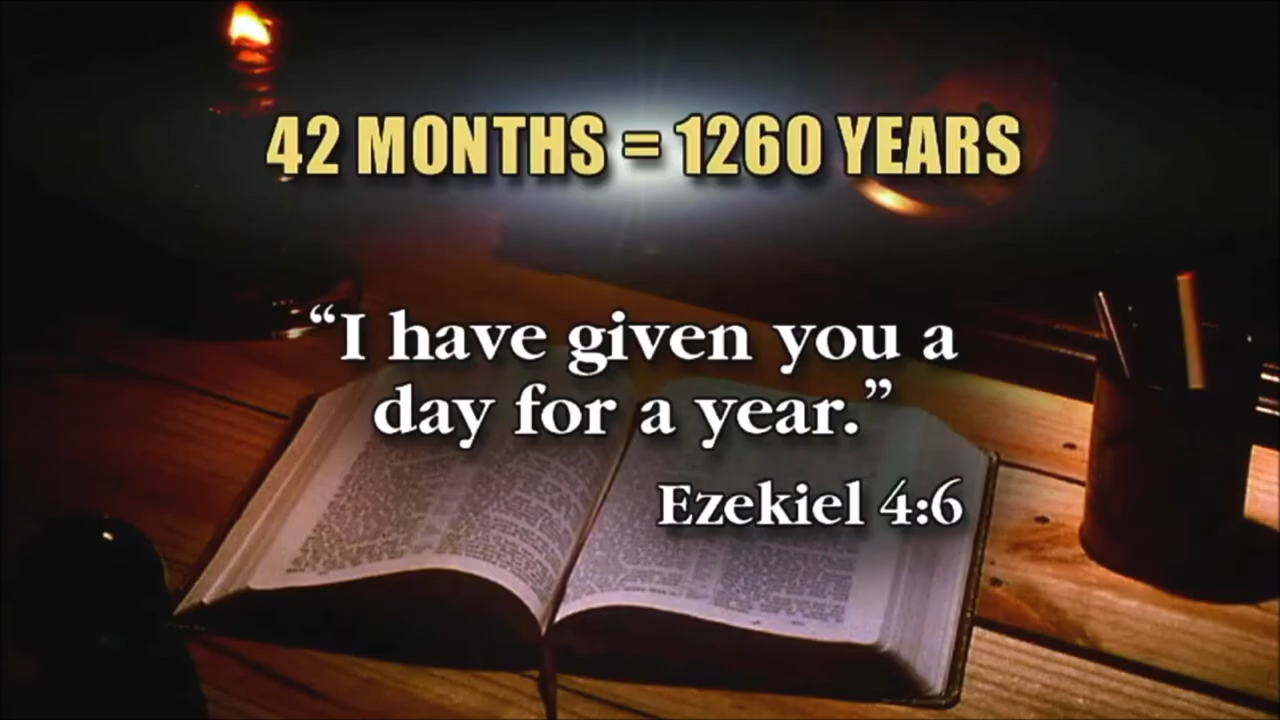 42 MONTHS = 1260 YEARS
“I have given you a
day for a year.”
Ezekiel 4:6